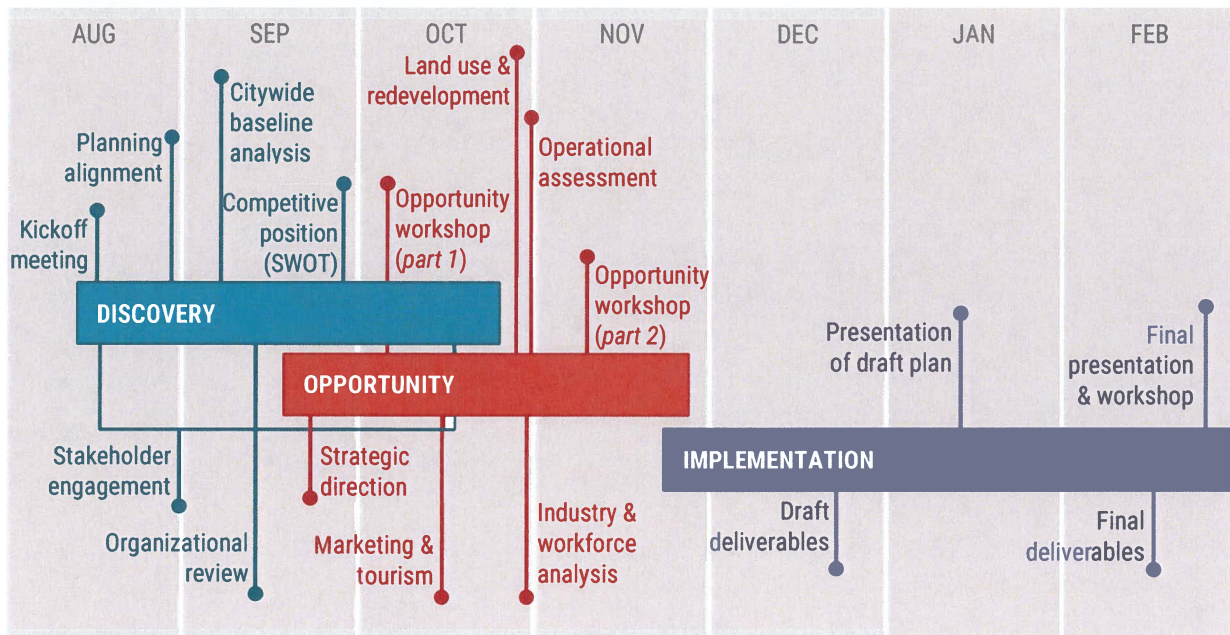 AUG
SEP
OCT
NOV
DEC
JAN
FEB
Land use &
redevelopment
Citywide
baseline
analysis
Planning
alignment
Operational
assessment
Competitive
position
(SWOT)
Opportunity
workshop
(part 1)
Kickoff
meeting
Opportunity
workshop
(part 2)
DISCOVERY
Presentation
of draft plan
Final
presentation
& workshop
OPPORTUNITY
IMPLEMENTATION
Stakeholder
engagement
Strategic
direction
Organizational
review
Marketing &
tourism
Industry &
workforce
analysis
Draft
deliverables
Final
deliverables